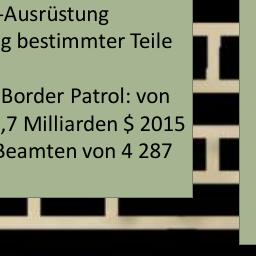 -Ausrüstung
g bestimmter Teile
Border Patrol: von
,7 Milliarden $ 2015
Beamten von 4 287